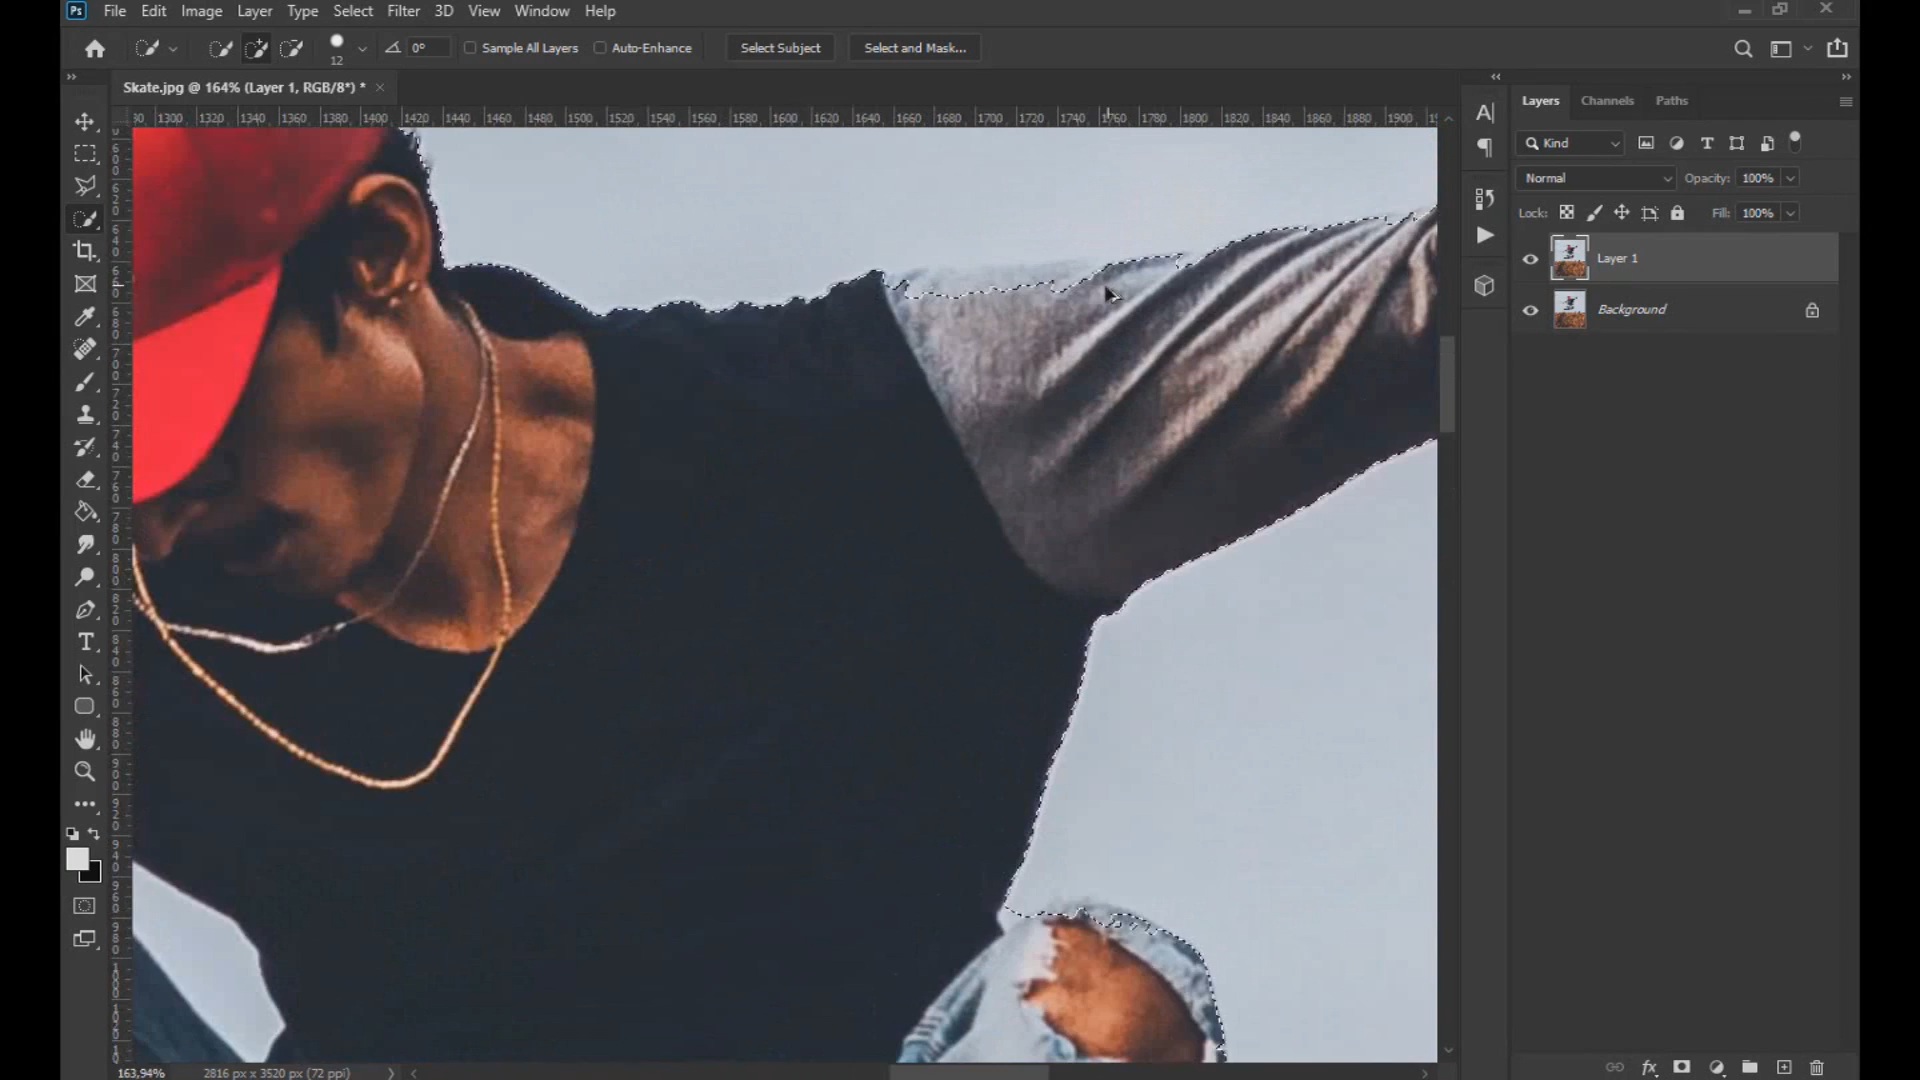 Ps File Edit Image Layer Type Select Filter 3D View Window Help
12 0° Sample All Layers Auto-Enhance Select Subject Select and Mask...
Skate.jpg @ 164% (Layer 1, RGB/8*) * ×
1300 1320 1340 1360 1380 1400 1420 1440 1460 1480 1500 1520 1540 1560 1580 1600 1620 1640 1660 1680 1700 1720 1740 1760 1780 1800 1820 1840 1860 1880 1900
Layers Channels Paths
Kind
Normal Opacity: 100%
Lock: Fill: 100%
Layer 1
Background
163,94% 2816 px x 3520 px (72 ppi)